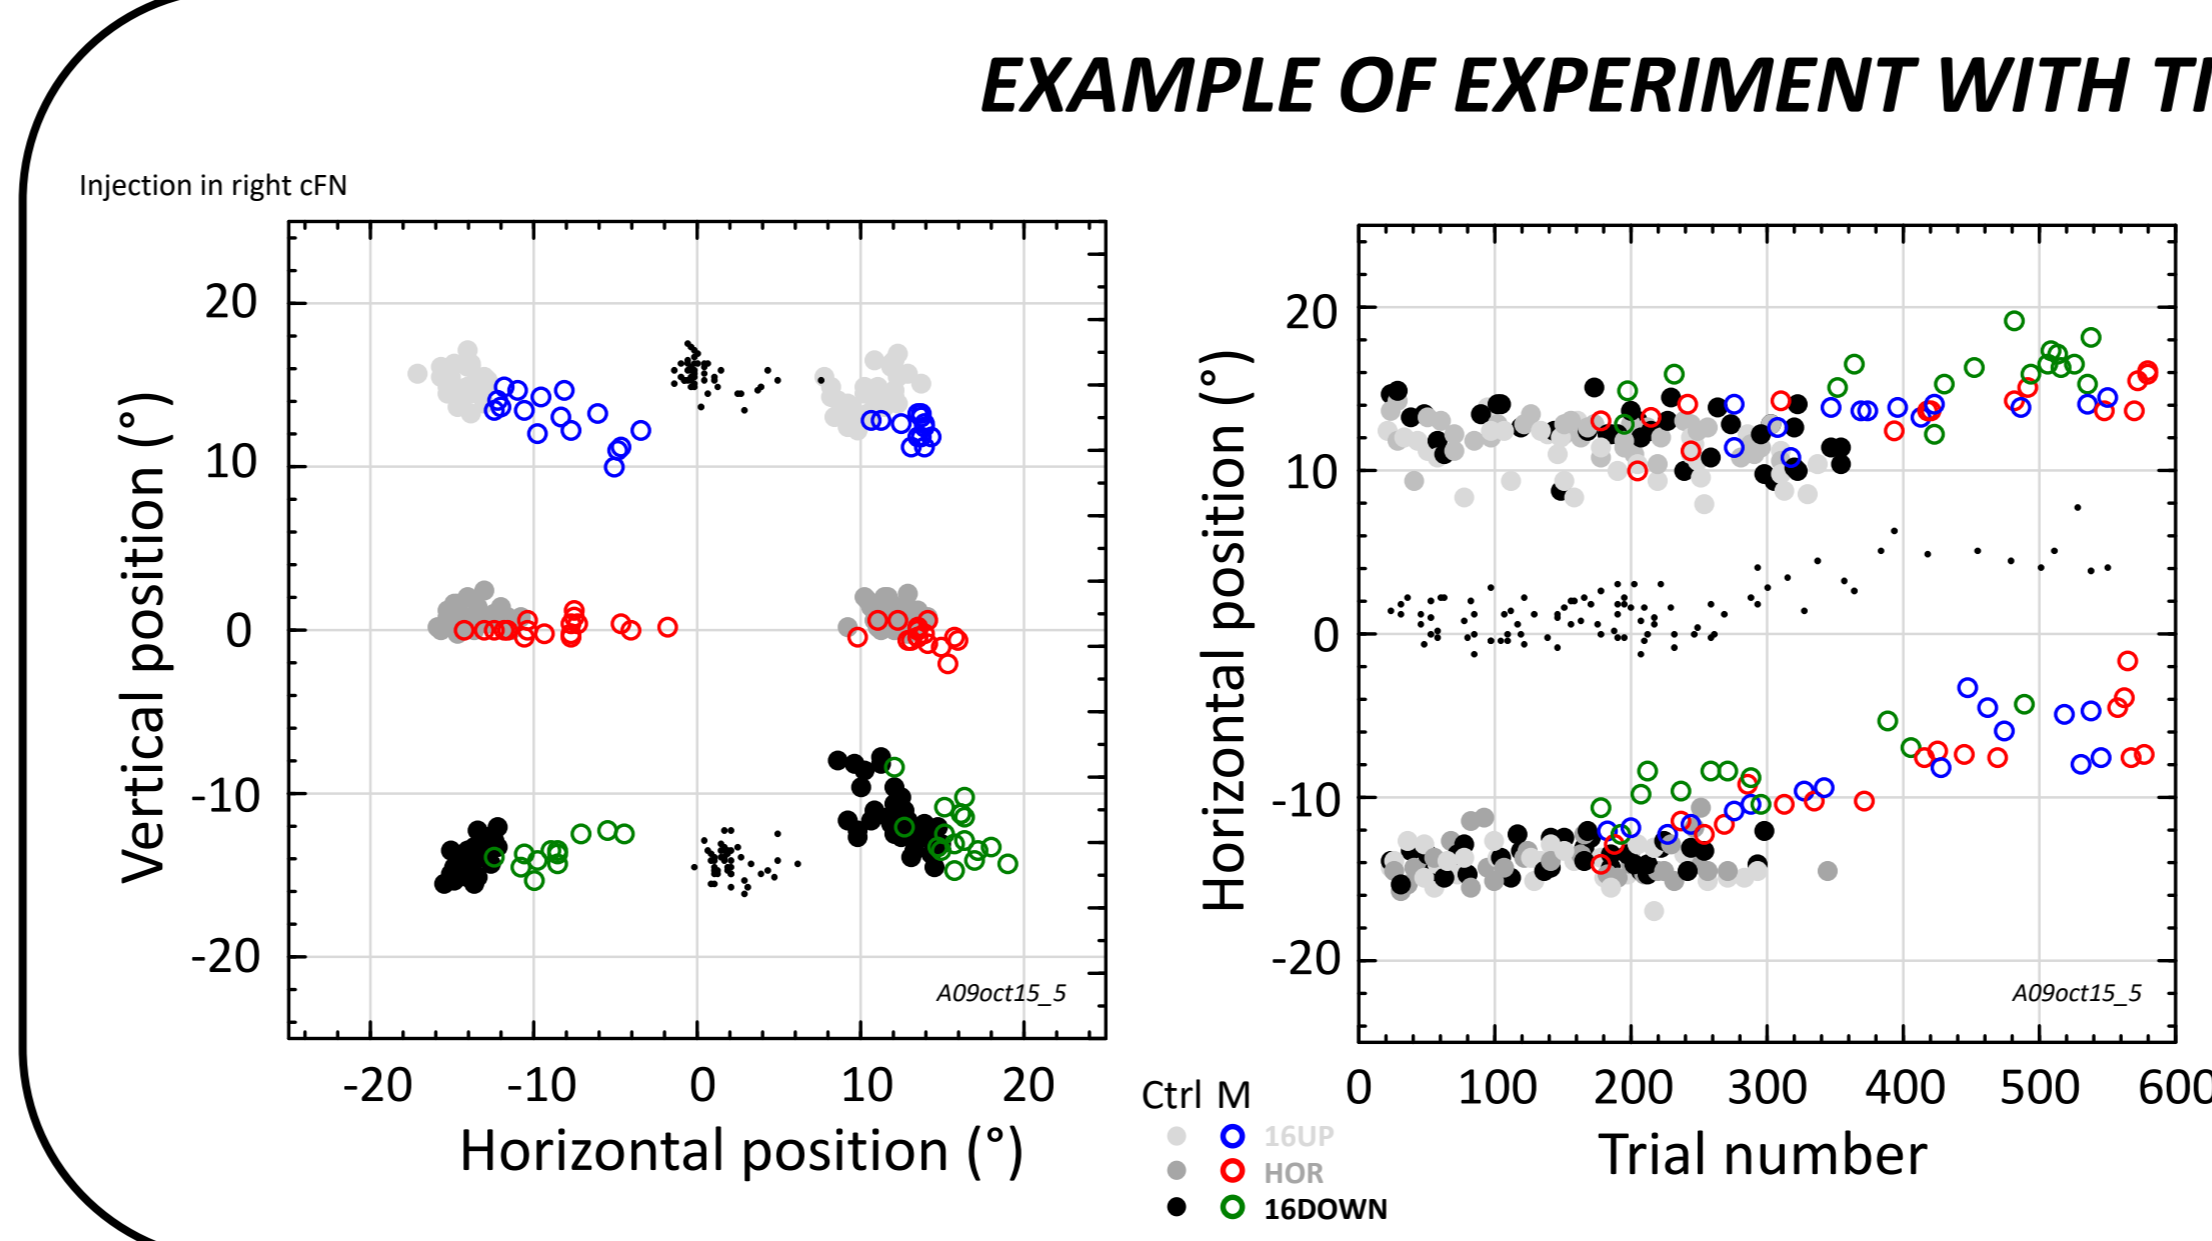 EXAMPLE OF EXPERIMENT WITH
Injection in right cFN
Vertical position (°)
20
10
0
-10
-20
A09oct15_5
-20 -10 0 10 20
Horizontal position (°)
Horizontal position (°)
20
10
0
-10
-20
A09oct15_5
0 100 200 300 400 500 600
Trial number
Ctrl M
16UP
HOR
16DOWN